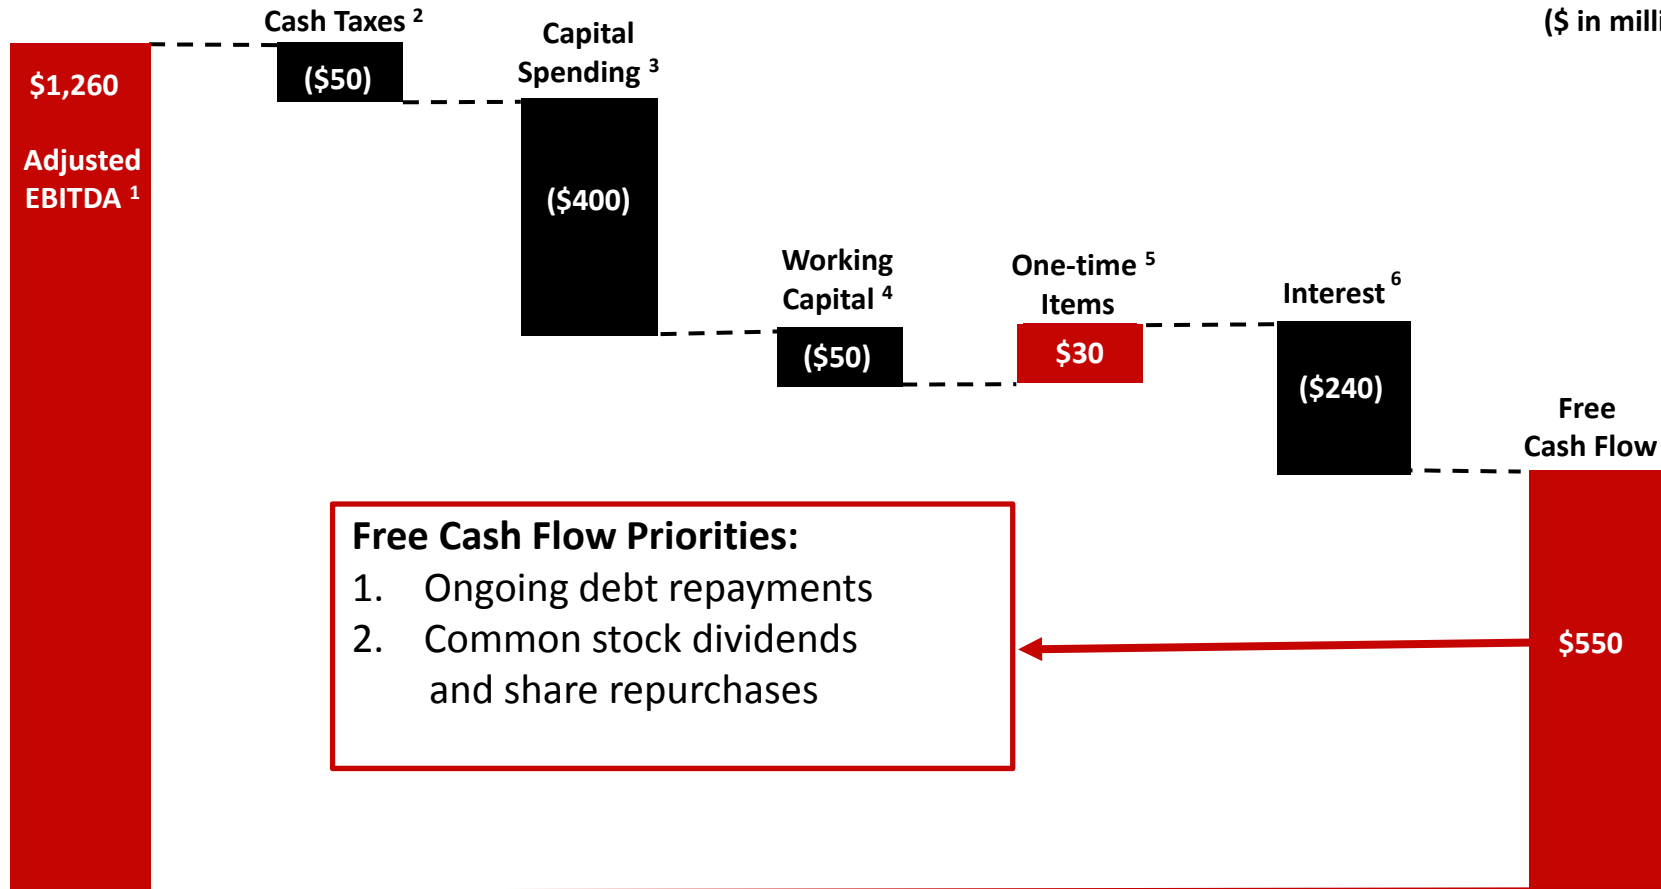 ($ in milli
Cash Taxes 2
($50)
Capital
Spending 3
($400)
$1,260
Adjusted
EBITDA 1
Working
Capital 4
($50)
One-time 5
Items
$30
Interest 6
($240)
Free
Cash Flow
$550
Free Cash Flow Priorities:
1. Ongoing debt repayments
2. Common stock dividends
and share repurchases